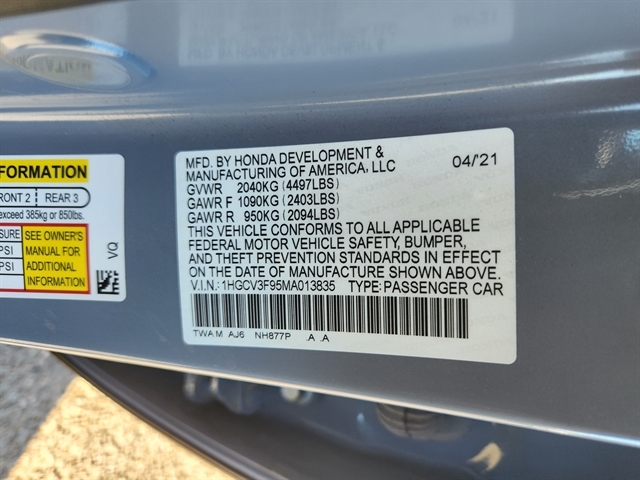 MFD. BY HONDA DEVELOPMENT &
MANUFACTURING OF AMERICA, LLC 04/21
GVWR 2040KG (4497LBS)
GAWR F 1090KG (2403LBS)
GAWR R 950KG (2094LBS)
THIS VEHICLE CONFORMS TO ALL APPLICABLE
FEDERAL MOTOR VEHICLE SAFETY, BUMPER,
AND THEFT PREVENTION STANDARDS IN EFFECT
ON THE DATE OF MANUFACTURE SHOWN ABOVE.
V.I.N.: 1HGCV3F95MA013835 TYPE: PASSENGER CAR
TWA M AJ6 NH877P .A .A
FORMATION
FRONT 2 REAR 3
exceed 385kg or 850lbs.
SURE
PSI
PSI
SEE OWNER'S
MANUAL FOR
ADDITIONAL
INFORMATION
VQ